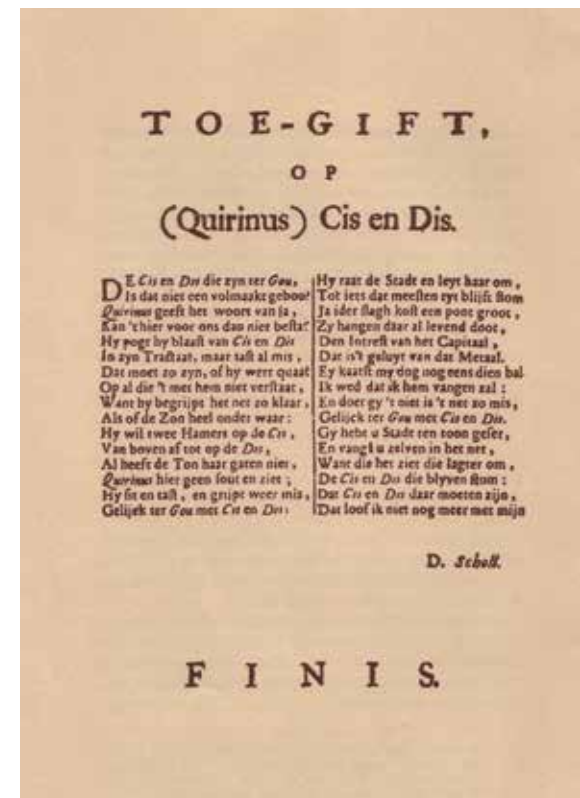 TOE-GIFT,
OP
(Quirinus) Cis en Dis.
DE Cis en Dis die zyn ter Gou,
Is dat niet een volmaakt gebou?
Quirinus geeft het woort van ja,
Kan 't hier voor ons dan niet bestaʼ?
Hy pogt hy blaast van Cis en Dis
In zyn Tractaat, maar tast al mis,
Dat moet zo zyn, of hy wert quaat
Op al die 't met hem niet verstaat,
Want hy begrijpt het net zo klaar,
Als of de Zon heel onder waar:
Hy wil twee Hamers op de Cis,
Van boven af tot op de Dis,
Al heeft de Ton haar gaten niet,
Quirinus hier geen fout en ziet;
Hy sit en tast, en grijpt weer mis,
Gelijek ter Gou met Cis en Dis:
Hy raat de Stadt en leyt haar om,
Tot iets dat meesten tyt blijft stom
Ja ider slagh kost een poot groot,
Zy hangen daar al levend doot,
Den Intrest van het Capitaal,
Dat is't geluyt van dat Metaal.
Ey kaatst my dog nog eens dien bal
Ik wed dat ik hem vangen zal:
En doet gy 't niet is 't net zo mis,
Gelijek ter Gou met Cis en Dis.
Gy hebt u Stadt ten toon geset,
En vangt u zelven in het net,
Want die het ziet die lagter om,
De Cis en Dis die blyven stom:
Dat Cis en Dis daar moeten zijn,
Dat loof ik niet nog meer met mijn
D. Scholl.
FINIS.